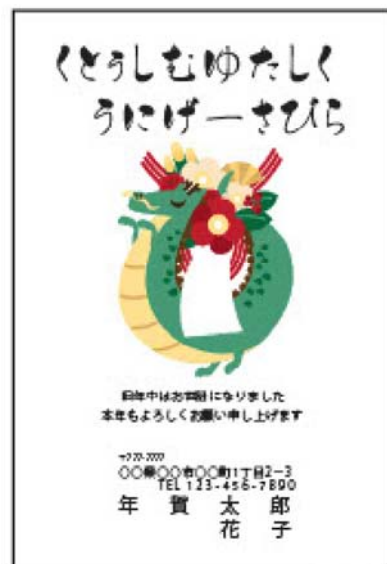 くとぅしむゆたしく
うにげーさびら
旧年中はお世話になりました
本年もよろしくお願い申し上げます
〒777-7777
○○県○○市○○町1丁目2−3
TEL 123-456-7890
年賀太郎
花子